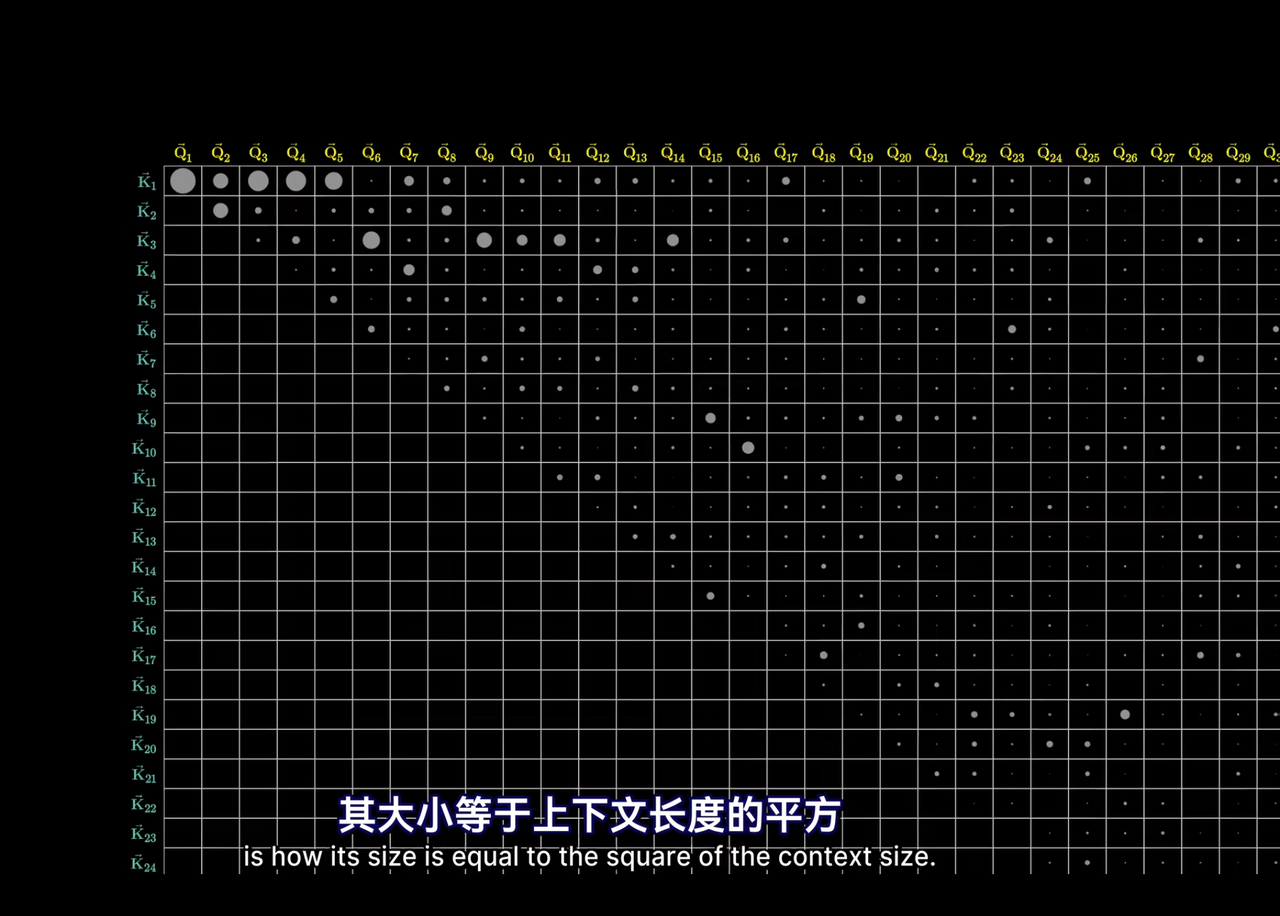 Q⃗₁ Q⃗₂ Q⃗₃ Q⃗₄ Q⃗₅ Q⃗₆ Q⃗₇ Q⃗₈ Q⃗₉ Q⃗₁₀ Q⃗₁₁ Q⃗₁₂ Q⃗₁₃ Q⃗₁₄ Q⃗₁₅ Q⃗₁₆ Q⃗₁₇ Q⃗₁₈ Q⃗₁₉ Q⃗₂₀ Q⃗₂₁ Q⃗₂₂ Q⃗₂₃ Q⃗₂₄ Q⃗₂₅ Q⃗₂₆ Q⃗₂₇ Q⃗₂₈ Q⃗₂₉
K⃗₁
K⃗₂
K⃗₃
K⃗₄
K⃗₅
K⃗₆
K⃗₇
K⃗₈
K⃗₉
K⃗₁₀
K⃗₁₁
K⃗₁₂
K⃗₁₃
K⃗₁₄
K⃗₁₅
K⃗₁₆
K⃗₁₇
K⃗₁₈
K⃗₁₉
K⃗₂₀
K⃗₂₁
K⃗₂₂
K⃗₂₃
K⃗₂₄
其大小等于上下文长度的平方
is how its size is equal to the square of the context size.